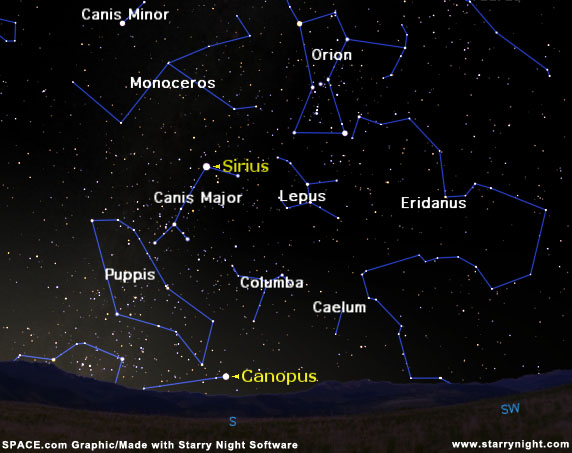 Canis Minor
Orion
Monoceros
Sirius
Canis Major
Lepus
Eridanus
Puppis
Columba
Caelum
Canopus
S
SW
SPACE.com Graphic/Made with Starry Night Software
www.starrynight.com